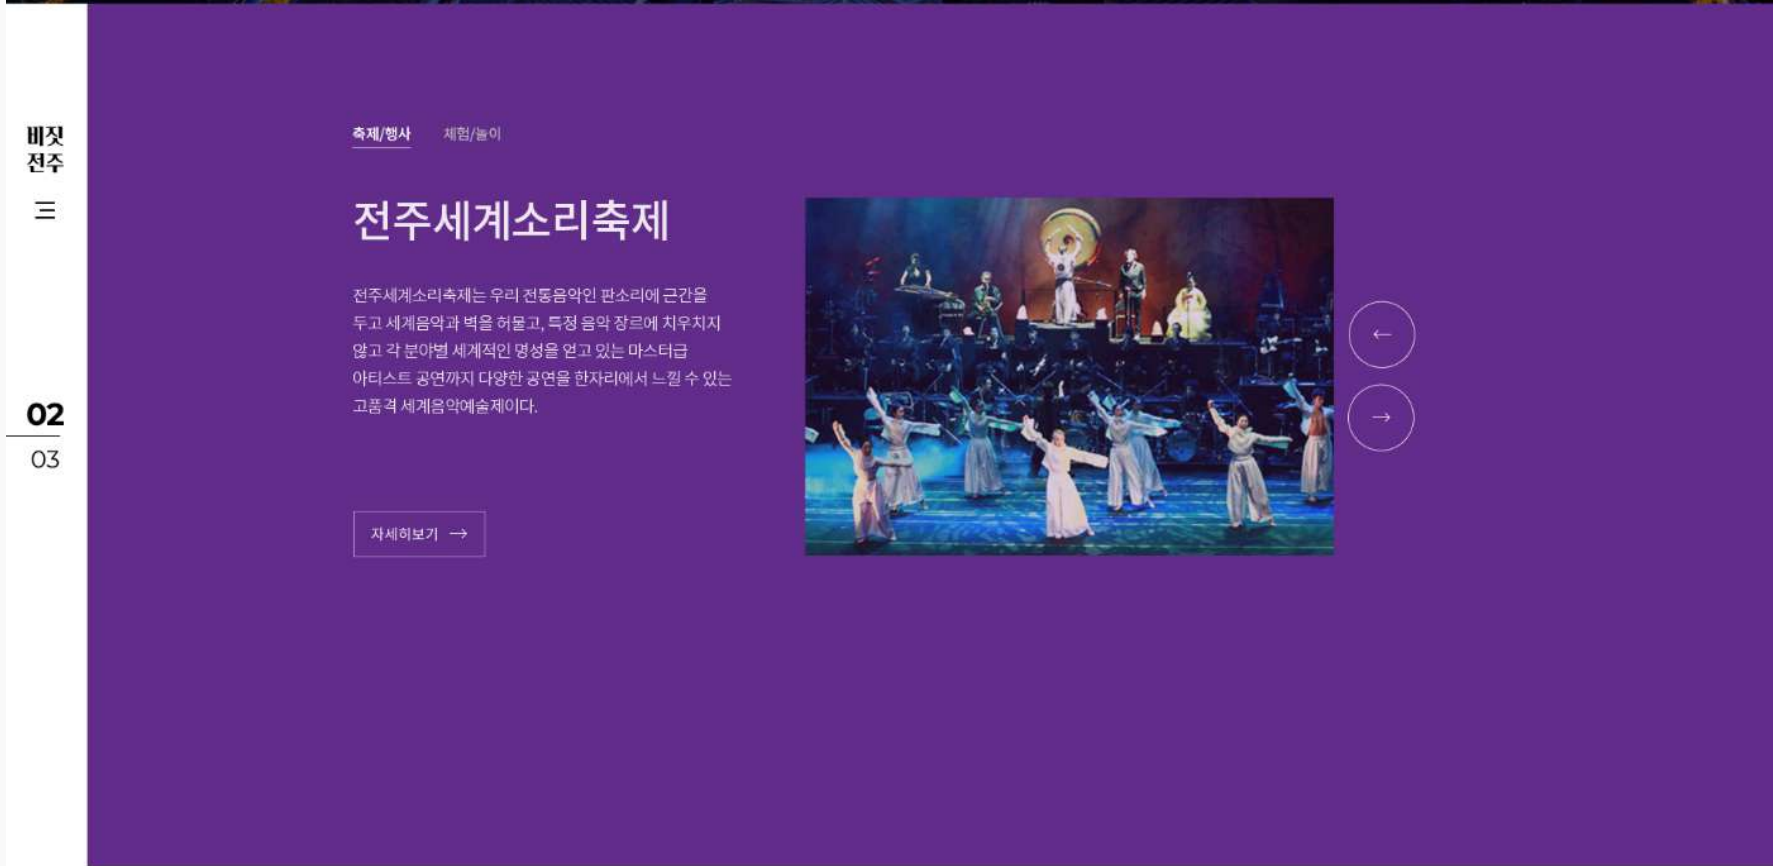 비짓
전주
02
03
축제/행사 체험/놀이
전주세계소리축제
전주세계소리축제는 우리 전통음악인 판소리에 근간을
두고 세계음악과 벽을 허물고, 특정 음악 장르에 치우치지
않고 각 분야별 세계적인 명성을 얻고 있는 마스터급
아티스트 공연까지 다양한 공연을 한자리에서 느낄 수 있는
고품격 세계음악예술제이다.
자세히보기